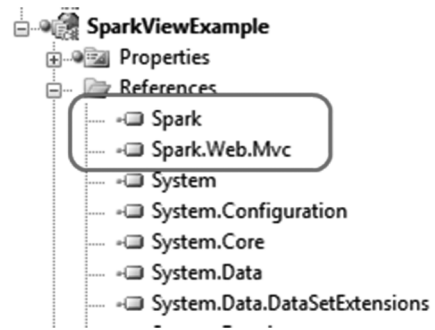 SparkViewExample
Properties
References
Spark
Spark.Web.Mvc
System
System.Configuration
System.Core
System.Data
System.Data.DataSetExtensions